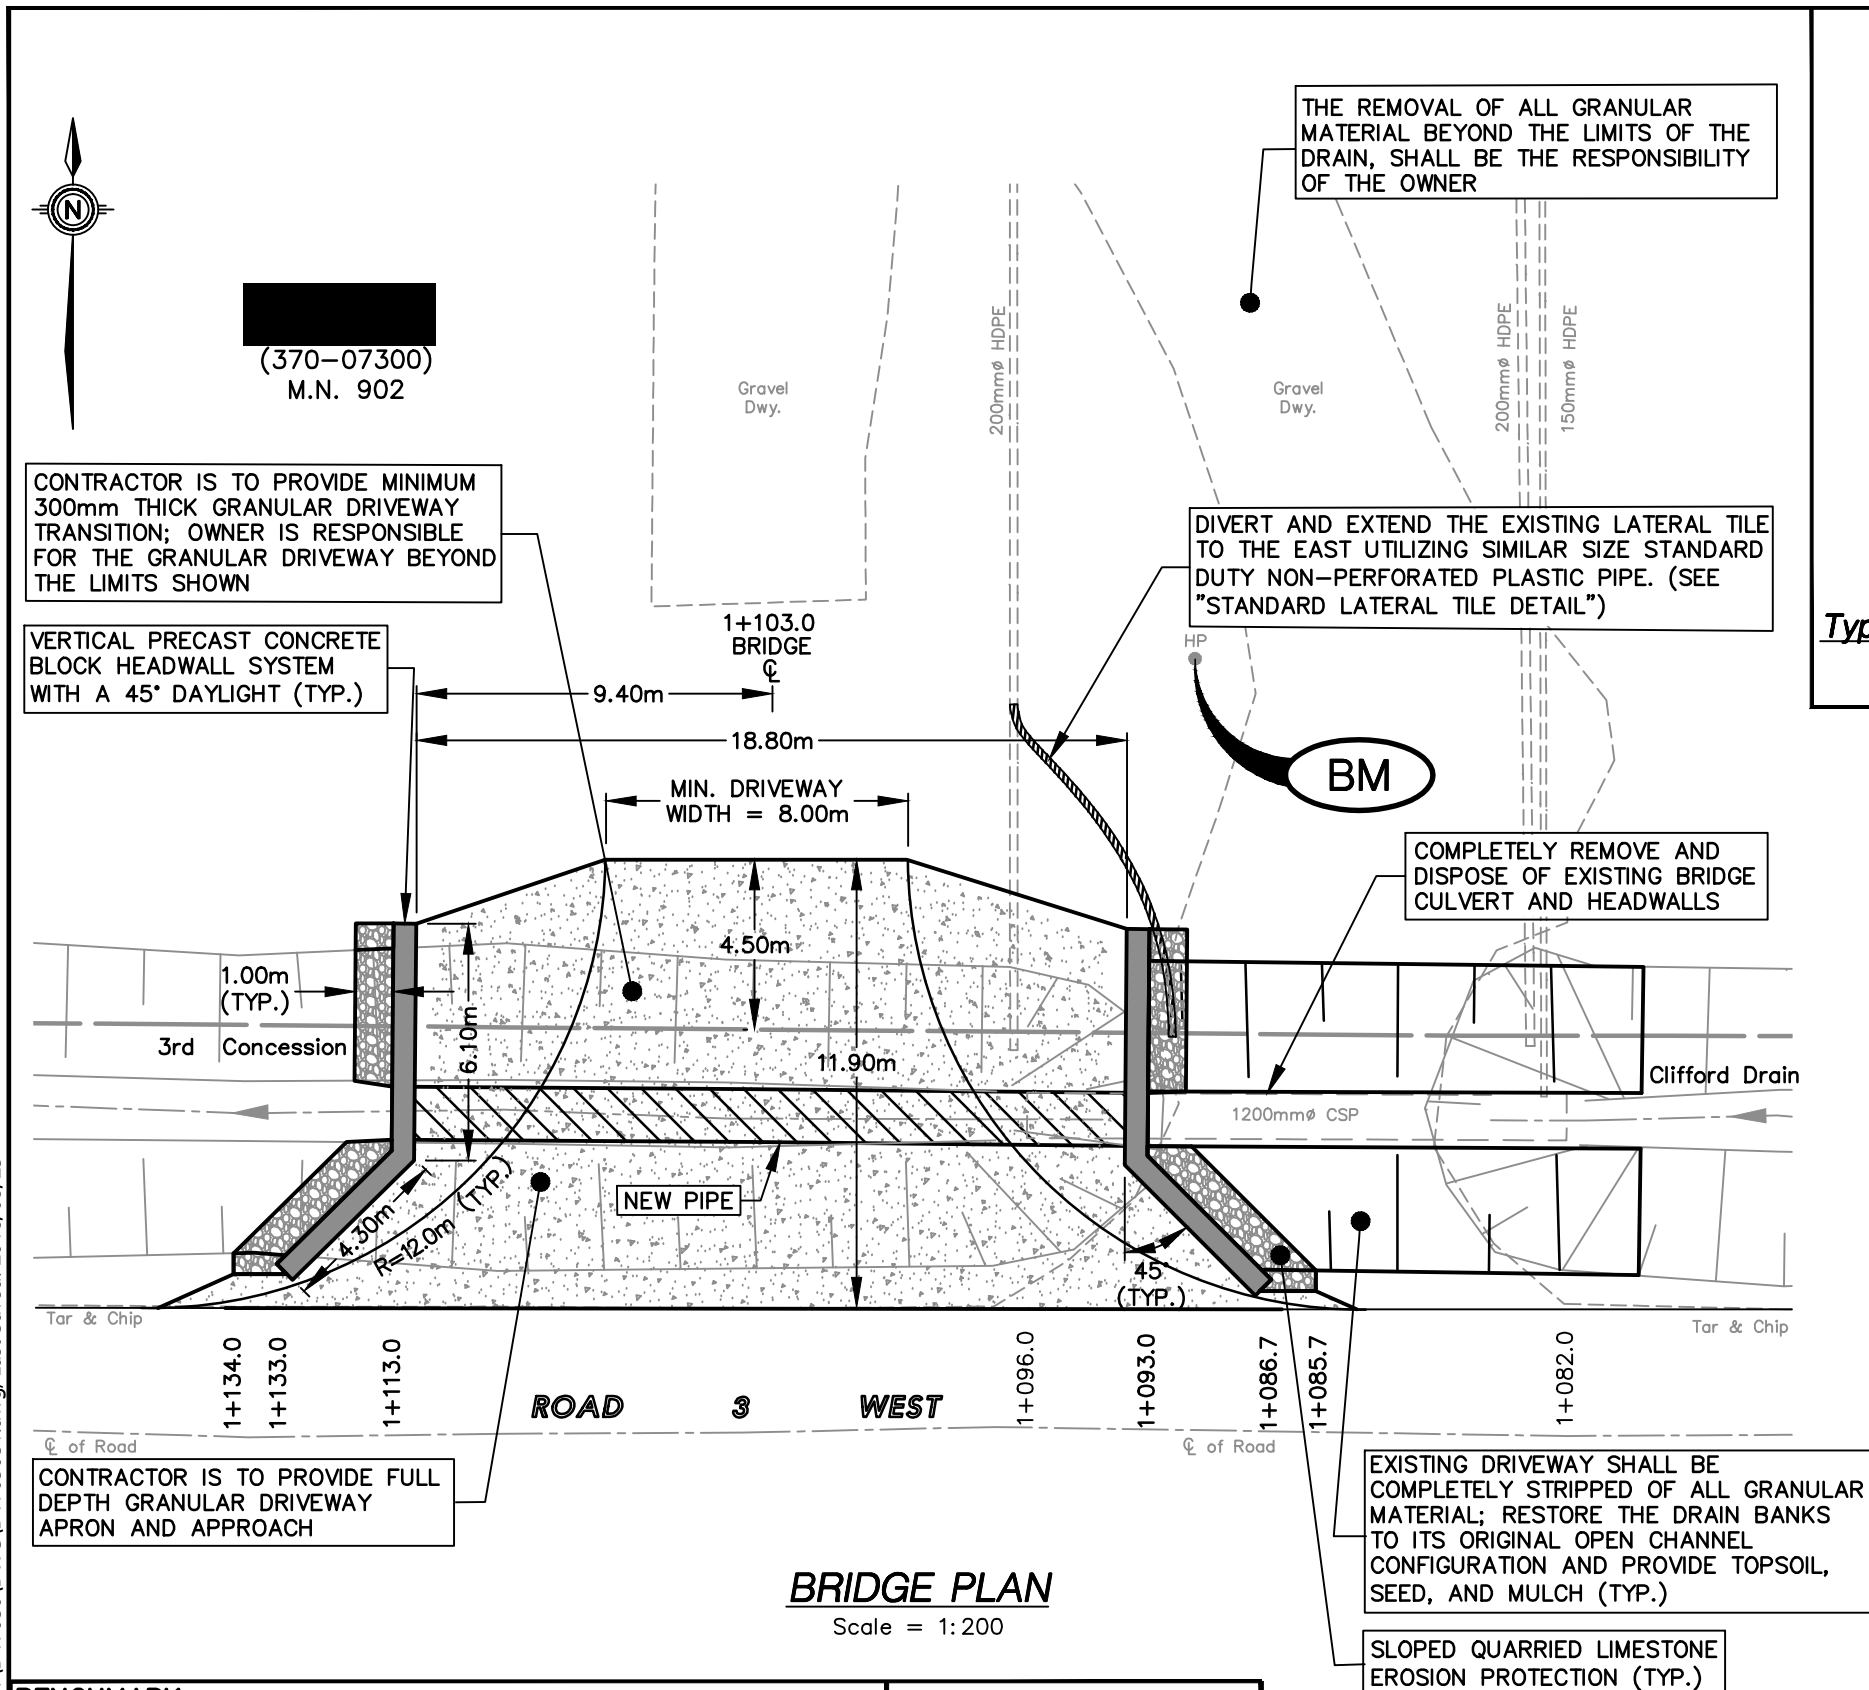 THE REMOVAL OF ALL GRANULAR
MATERIAL BEYOND THE LIMITS OF THE
DRAIN, SHALL BE THE RESPONSIBILITY
OF THE OWNER
N
(370-07300)
M.N. 902
Gravel
Dwy.
200mmø HDPE
Gravel
Dwy.
200mmø HDPE
150mmø HDPE
CONTRACTOR IS TO PROVIDE MINIMUM
300mm THICK GRANULAR DRIVEWAY
TRANSITION; OWNER IS RESPONSIBLE
FOR THE GRANULAR DRIVEWAY BEYOND
THE LIMITS SHOWN
DIVERT AND EXTEND THE EXISTING LATERAL TILE
TO THE EAST UTILIZING SIMILAR SIZE STANDARD
DUTY NON-PERFORATED PLASTIC PIPE. (SEE
"STANDARD LATERAL TILE DETAIL")
Typ
VERTICAL PRECAST CONCRETE
BLOCK HEADWALL SYSTEM
WITH A 45° DAYLIGHT (TYP.)
1+103.0
BRIDGE
℄
HP
9.40m
18.80m
BM
MIN. DRIVEWAY
WIDTH = 8.00m
COMPLETELY REMOVE AND
DISPOSE OF EXISTING BRIDGE
CULVERT AND HEADWALLS
4.50m
1.00m
(TYP.)
6.10m
11.90m
3rd Concession
Clifford Drain
1200mmø CSP
NEW PIPE
4.30m
R=12.0m (TYP.)
45°
(TYP.)
Tar & Chip
Tar & Chip
1+134.0
1+133.0
1+113.0
1+096.0
1+093.0
1+086.7
1+085.7
1+082.0
ROAD 3 WEST
℄ of Road
℄ of Road
CONTRACTOR IS TO PROVIDE FULL
DEPTH GRANULAR DRIVEWAY
APRON AND APPROACH
EXISTING DRIVEWAY SHALL BE
COMPLETELY STRIPPED OF ALL GRANULAR
MATERIAL; RESTORE THE DRAIN BANKS
TO ITS ORIGINAL OPEN CHANNEL
CONFIGURATION AND PROVIDE TOPSOIL,
SEED, AND MULCH (TYP.)
BRIDGE PLAN
Scale = 1:200
SLOPED QUARRIED LIMESTONE
EROSION PROTECTION (TYP.)